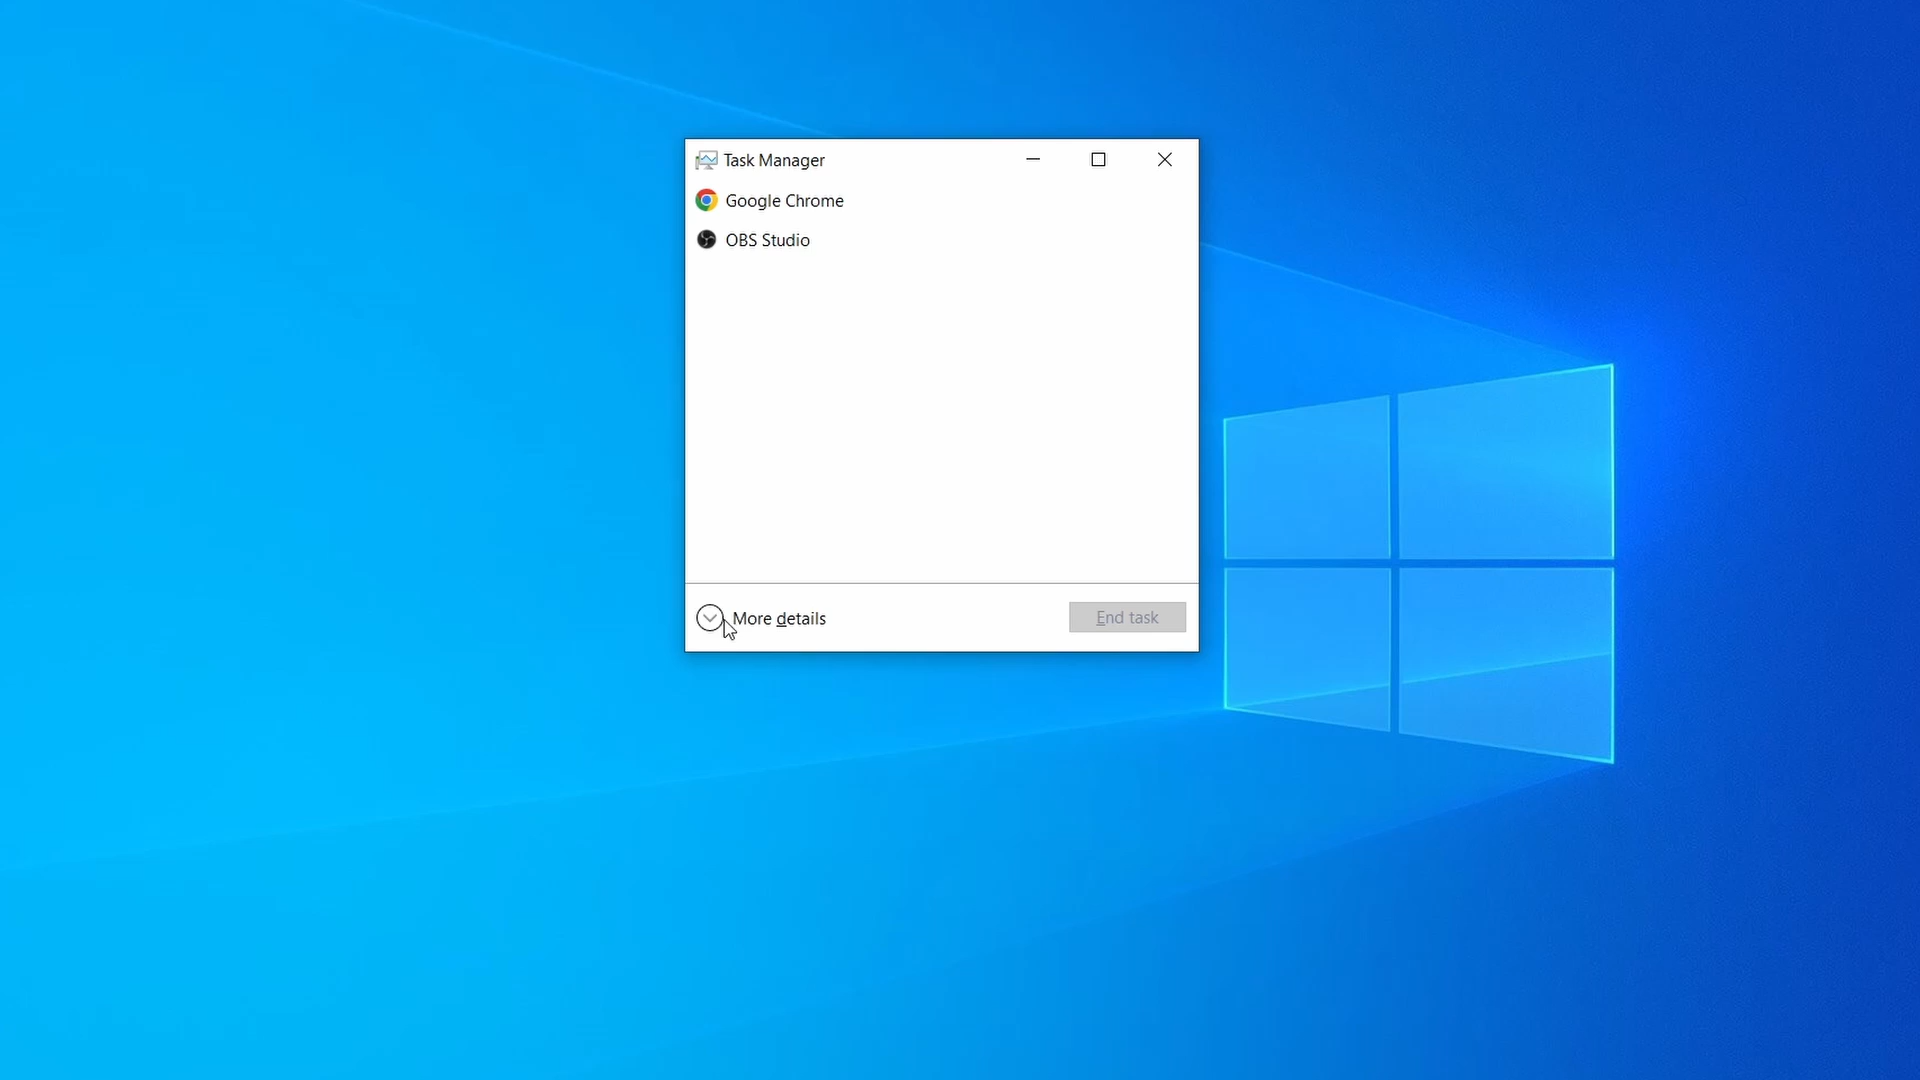 Task Manager
Google Chrome
OBS Studio
More details
End task